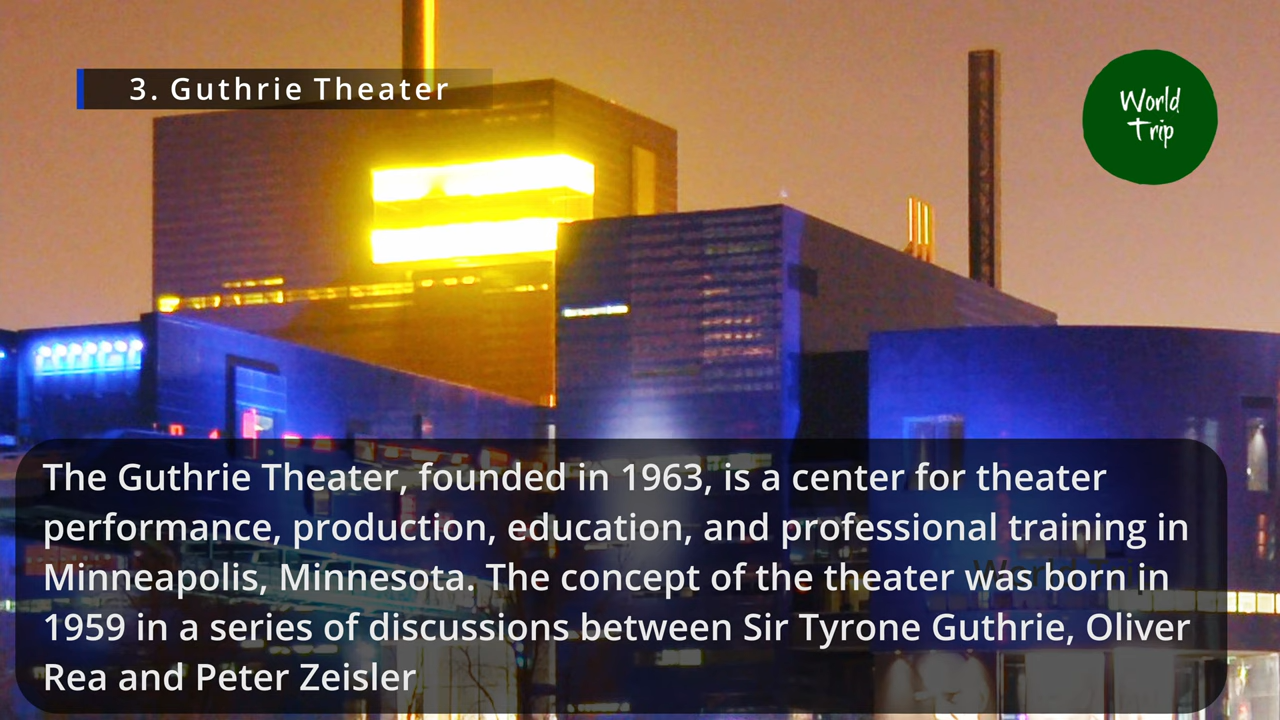 3. Guthrie Theater
World
Trip
The Guthrie Theater, founded in 1963, is a center for theater
performance, production, education, and professional training in
Minneapolis, Minnesota. The concept of the theater was born in
1959 in a series of discussions between Sir Tyrone Guthrie, Oliver
Rea and Peter Zeisler